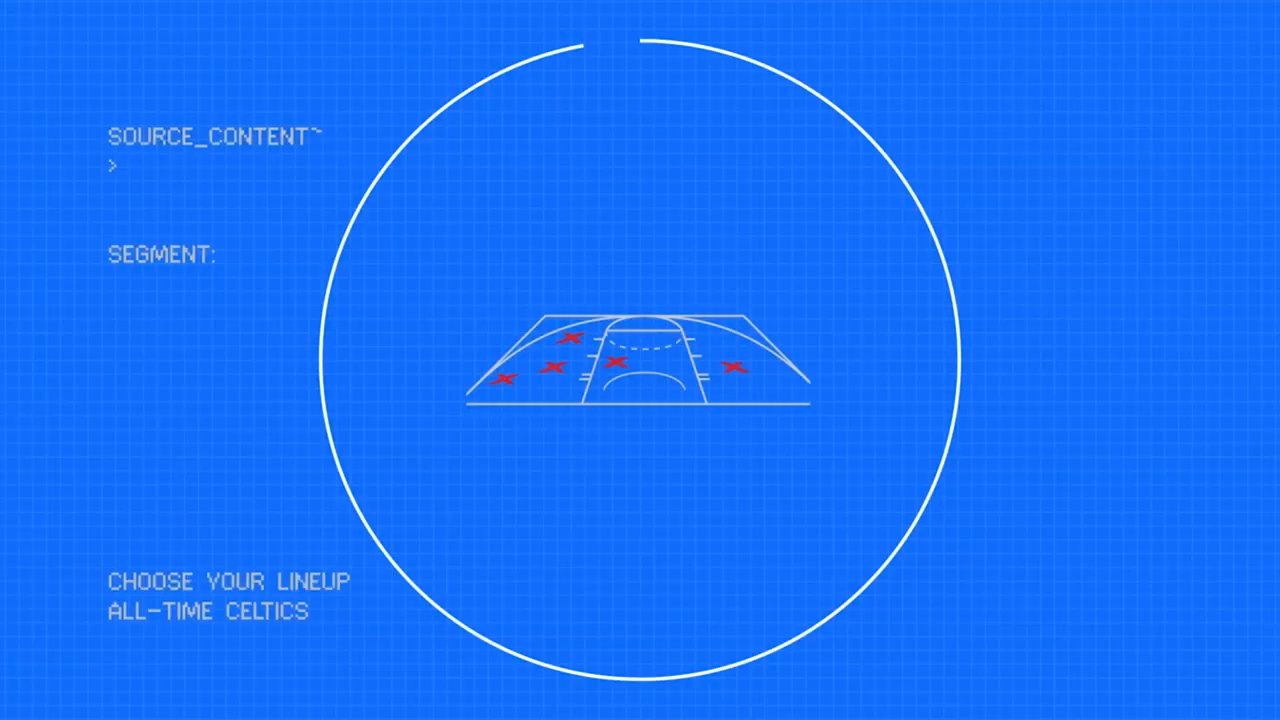 SOURCE_CONTENT~
>
SEGMENT:
CHOOSE YOUR LINEUP
ALL-TIME CELTICS